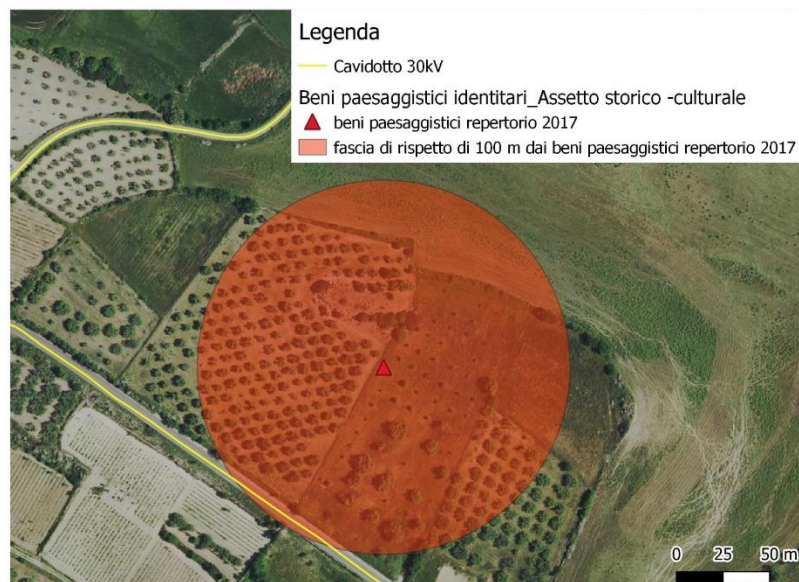 Legenda
Cavidotto 30kV
Beni paesaggistici identitari_Assetto storico -culturale
beni paesaggistici repertorio 2017
fascia di rispetto di 100 m dai beni paesaggistici repertorio 2017
0 25 50 m